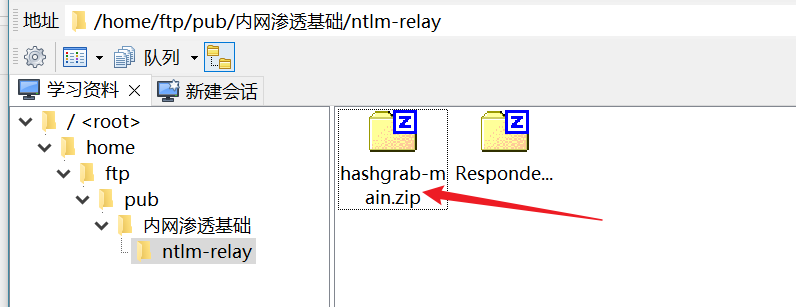 地址 /home/ftp/pub/内网渗透基础/ntlm-relay
队列
学习资料 新建会话
/ <root>
home
ftp
pub
内网渗透基础
ntlm-relay
hashgrab-m
ain.zip
Responde...